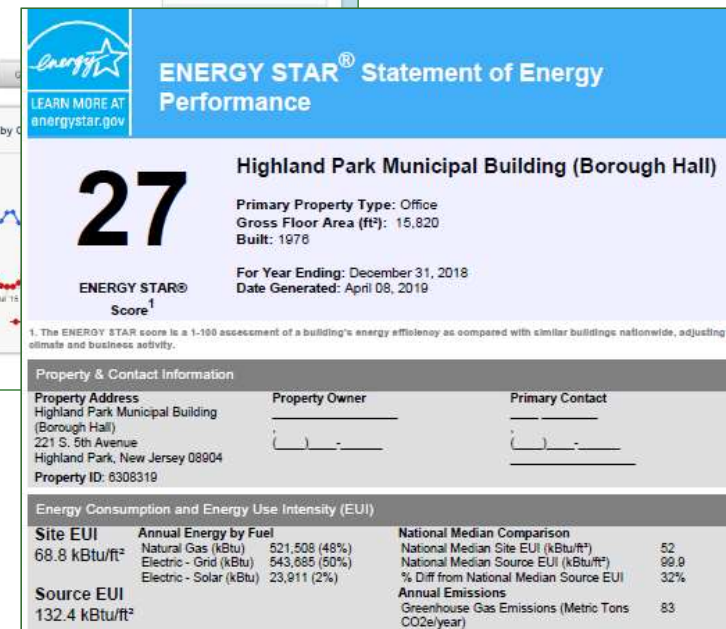 energy
LEARN MORE AT
energystar.gov
ENERGY STAR® Statement of Energy
Performance
27
ENERGY STAR®
Score¹
Highland Park Municipal Building (Borough Hall)
Primary Property Type: Office
Gross Floor Area (ft²): 15,820
Built: 1976
For Year Ending: December 31, 2018
Date Generated: April 08, 2019
1. The ENERGY STAR score is a 1-100 assessment of a building's energy efficiency as compared with similar buildings nationwide, adjusting
climate and business activity.
Property & Contact Information
Property Address
Highland Park Municipal Building
(Borough Hall)
221 S. 5th Avenue
Highland Park, New Jersey 08904
Property ID: 6308319
Property Owner
,
(___)___-_____
Primary Contact
,
(___)___-_____
Energy Consumption and Energy Use Intensity (EUI)
Site EUI
68.8 kBtu/ft²
Source EUI
132.4 kBtu/ft²
Annual Energy by Fuel
Natural Gas (kBtu) 521,508 (48%)
Electric - Grid (kBtu) 543,685 (50%)
Electric - Solar (kBtu) 23,911 (2%)
National Median Comparison
National Median Site EUI (kBtu/ft²) 52
National Median Source EUI (kBtu/ft²) 99.9
% Diff from National Median Source EUI 32%
Annual Emissions
Greenhouse Gas Emissions (Metric Tons 83
CO2e/year)
by